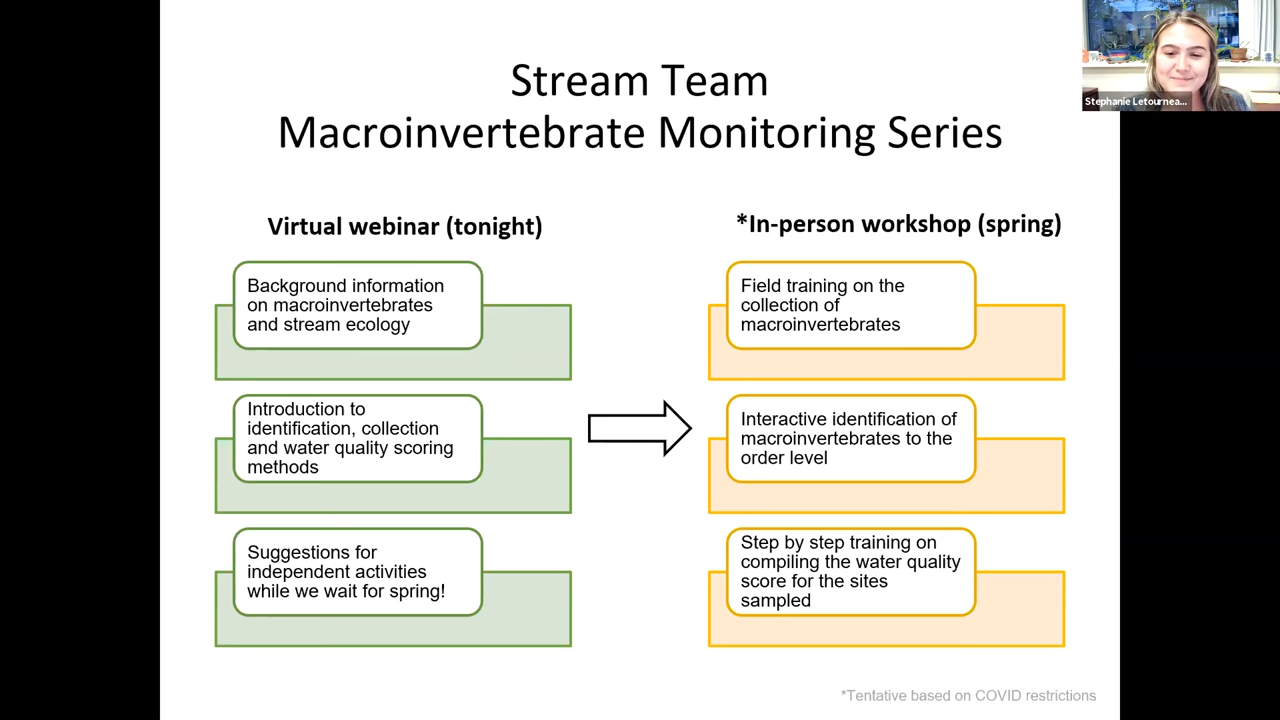 Stream Team
Macroinvertebrate Monitoring Series
Stephanie Letournea...
Virtual webinar (tonight)
Background information
on macroinvertebrates
and stream ecology
Introduction to
identification, collection
and water quality scoring
methods
Suggestions for
independent activities
while we wait for spring!
*In-person workshop (spring)
Field training on the
collection of
macroinvertebrates
Interactive identification of
macroinvertebrates to the
order level
Step by step training on
compiling the water quality
score for the sites
sampled
*Tentative based on COVID restrictions